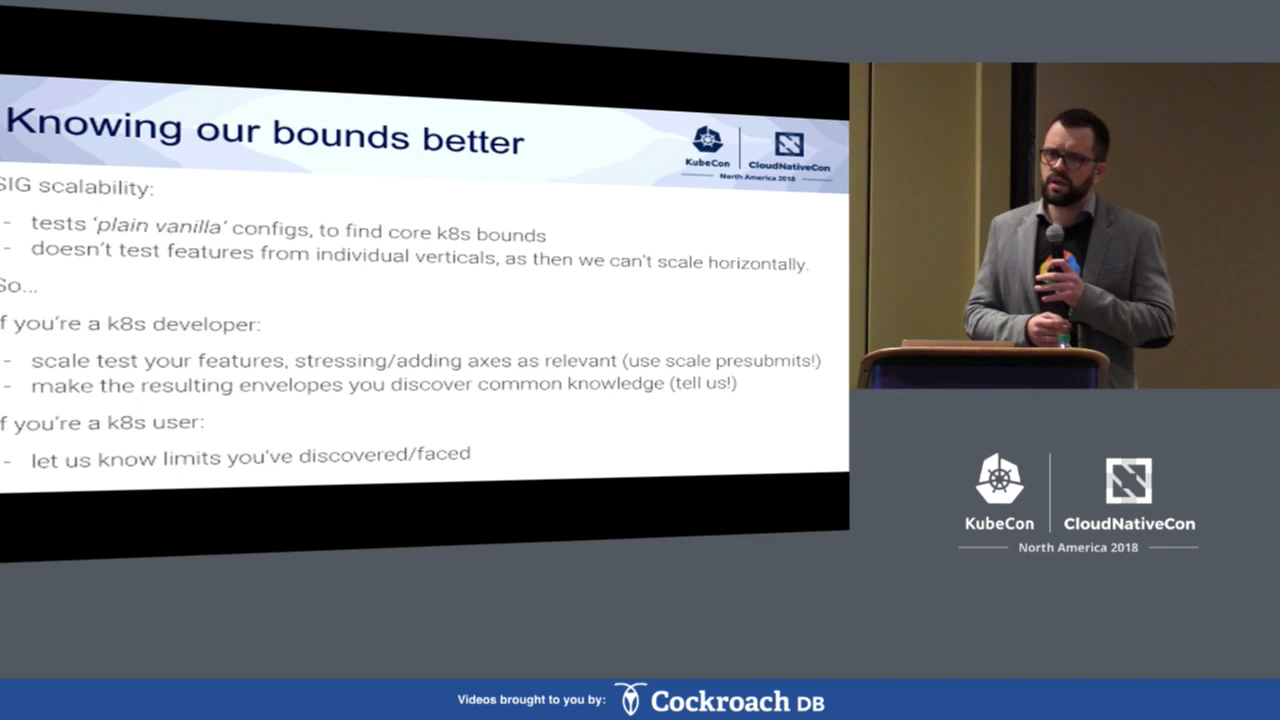 Knowing our bounds better
KubeCon
CloudNativeCon
North America 2018
SIG scalability:
- tests 'plain vanilla' configs, to find core k8s bounds
- doesn't test features from individual verticals, as then we can't scale horizontally.
So...
If you're a k8s developer:
- scale test your features, stressing/adding axes as relevant (use scale presubmits!)
- make the resulting envelopes you discover common knowledge (tell us!)
If you're a k8s user:
- let us know limits you've discovered/faced
KubeCon
CloudNativeCon
North America 2018
Videos brought to you by: Cockroach DB